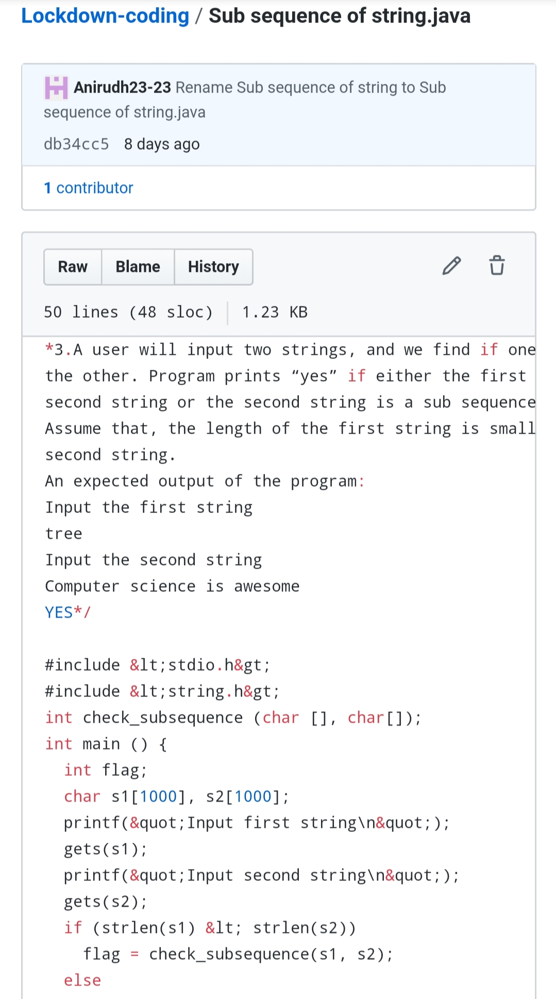 Lockdown-coding / Sub sequence of string.java
Anirudh23-23 Rename Sub sequence of string to Sub
sequence of string.java
db34cc5 8 days ago
1 contributor
Raw Blame History
50 lines (48 sloc) 1.23 KB
*3.A user will input two strings, and we find if one
the other. Program prints “yes” if either the first
second string or the second string is a sub sequence
Assume that, the length of the first string is small
second string.
An expected output of the program:
Input the first string
tree
Input the second string
Computer science is awesome
YES*/
#include &lt;stdio.h&gt;
#include &lt;string.h&gt;
int check_subsequence (char [], char[]);
int main () {
int flag;
char s1[1000], s2[1000];
printf(&quot;Input first string\n&quot;);
gets(s1);
printf(&quot;Input second string\n&quot;);
gets(s2);
if (strlen(s1) &lt; strlen(s2))
flag = check_subsequence(s1, s2);
else